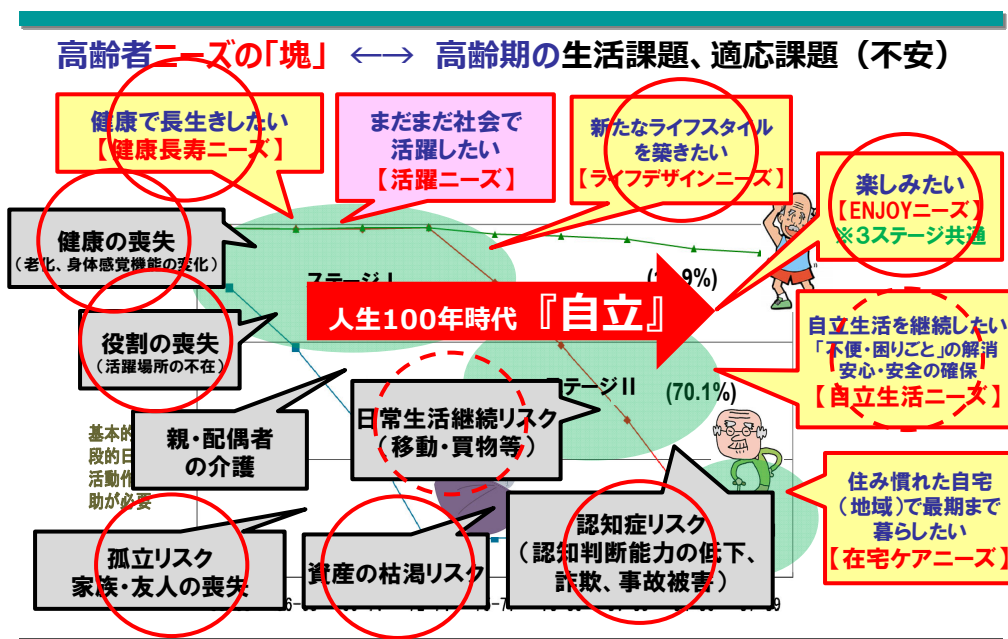 高齢者ニーズの「塊」 ←→ 高齢期の生活課題、適応課題（不安）
健康で長生きしたい
【健康長寿ニーズ】
まだまだ社会で
活躍したい
【活躍ニーズ】
新たなライフスタイル
を築きたい
【ライフデザインニーズ】
楽しみたい
【ENJOYニーズ】
※3ステージ共通
健康の喪失
（老化、身体感覚機能の変化）
ステージⅠ
9%)
人生100年時代 『自立』
役割の喪失
（活躍場所の不在）
自立生活を継続したい
「不便・困りごと」の解消
安心・安全の確保
【自立生活ニーズ】
ステージⅡ
(70.1%)
日常生活継続リスク
（移動・買物等）
親・配偶者
の介護
基本的
段的日
活動作
助が必要
住み慣れた自宅
（地域）で最期まで
暮らしたい
【在宅ケアニーズ】
孤立リスク
家族・友人の喪失
資産の枯渇リスク
認知症リスク
（認知判断能力の低下、
詐欺、事故被害）